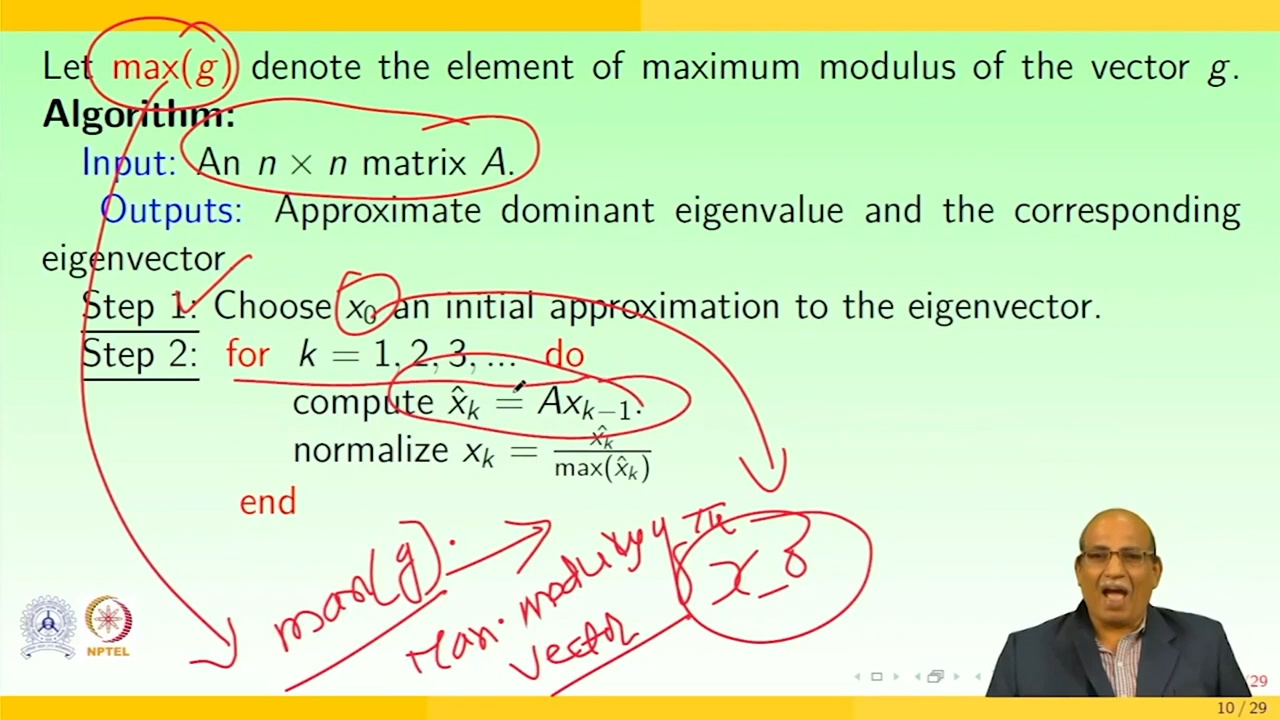 Let max(g) denote the element of maximum modulus of the vector g.
Algorithm:
Input: An n × n matrix A.
Outputs: Approximate dominant eigenvalue and the corresponding
eigenvector
Step 1: Choose x₀ an initial approximation to the eigenvector.
Step 2: for k = 1, 2, 3, ... do
compute x̂ₖ = Axₖ₋₁.
normalize xₖ = x̂ₖ / max(x̂ₖ)
end
max(g).
Max. modulus of the
vector
NPTEL
/29
10 / 29